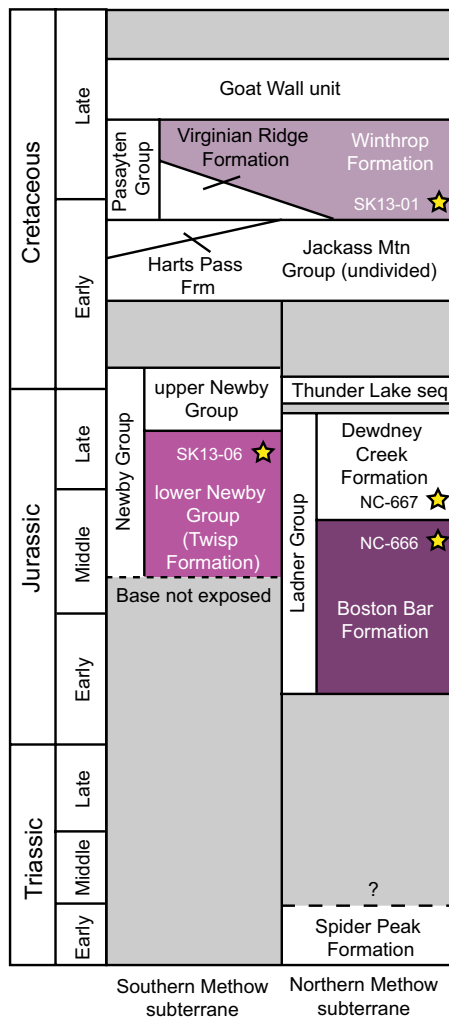 Cretaceous
Late
Early
Jurassic
Late
Middle
Early
Triassic
Late
Middle
Early
Goat Wall unit
Pasayten
Group
Virginian Ridge
Formation
Winthrop
Formation
SK13-01
Harts Pass
Frm
Jackass Mtn
Group (undivided)
Newby Group
upper Newby
Group
SK13-06
lower Newby
Group
(Twisp
Formation)
Base not exposed
Thunder Lake seq
Ladner Group
Dewdney
Creek
Formation
NC-667
NC-666
Boston Bar
Formation
?
Spider Peak
Formation
Southern Methow
subterrane
Northern Methow
subterrane